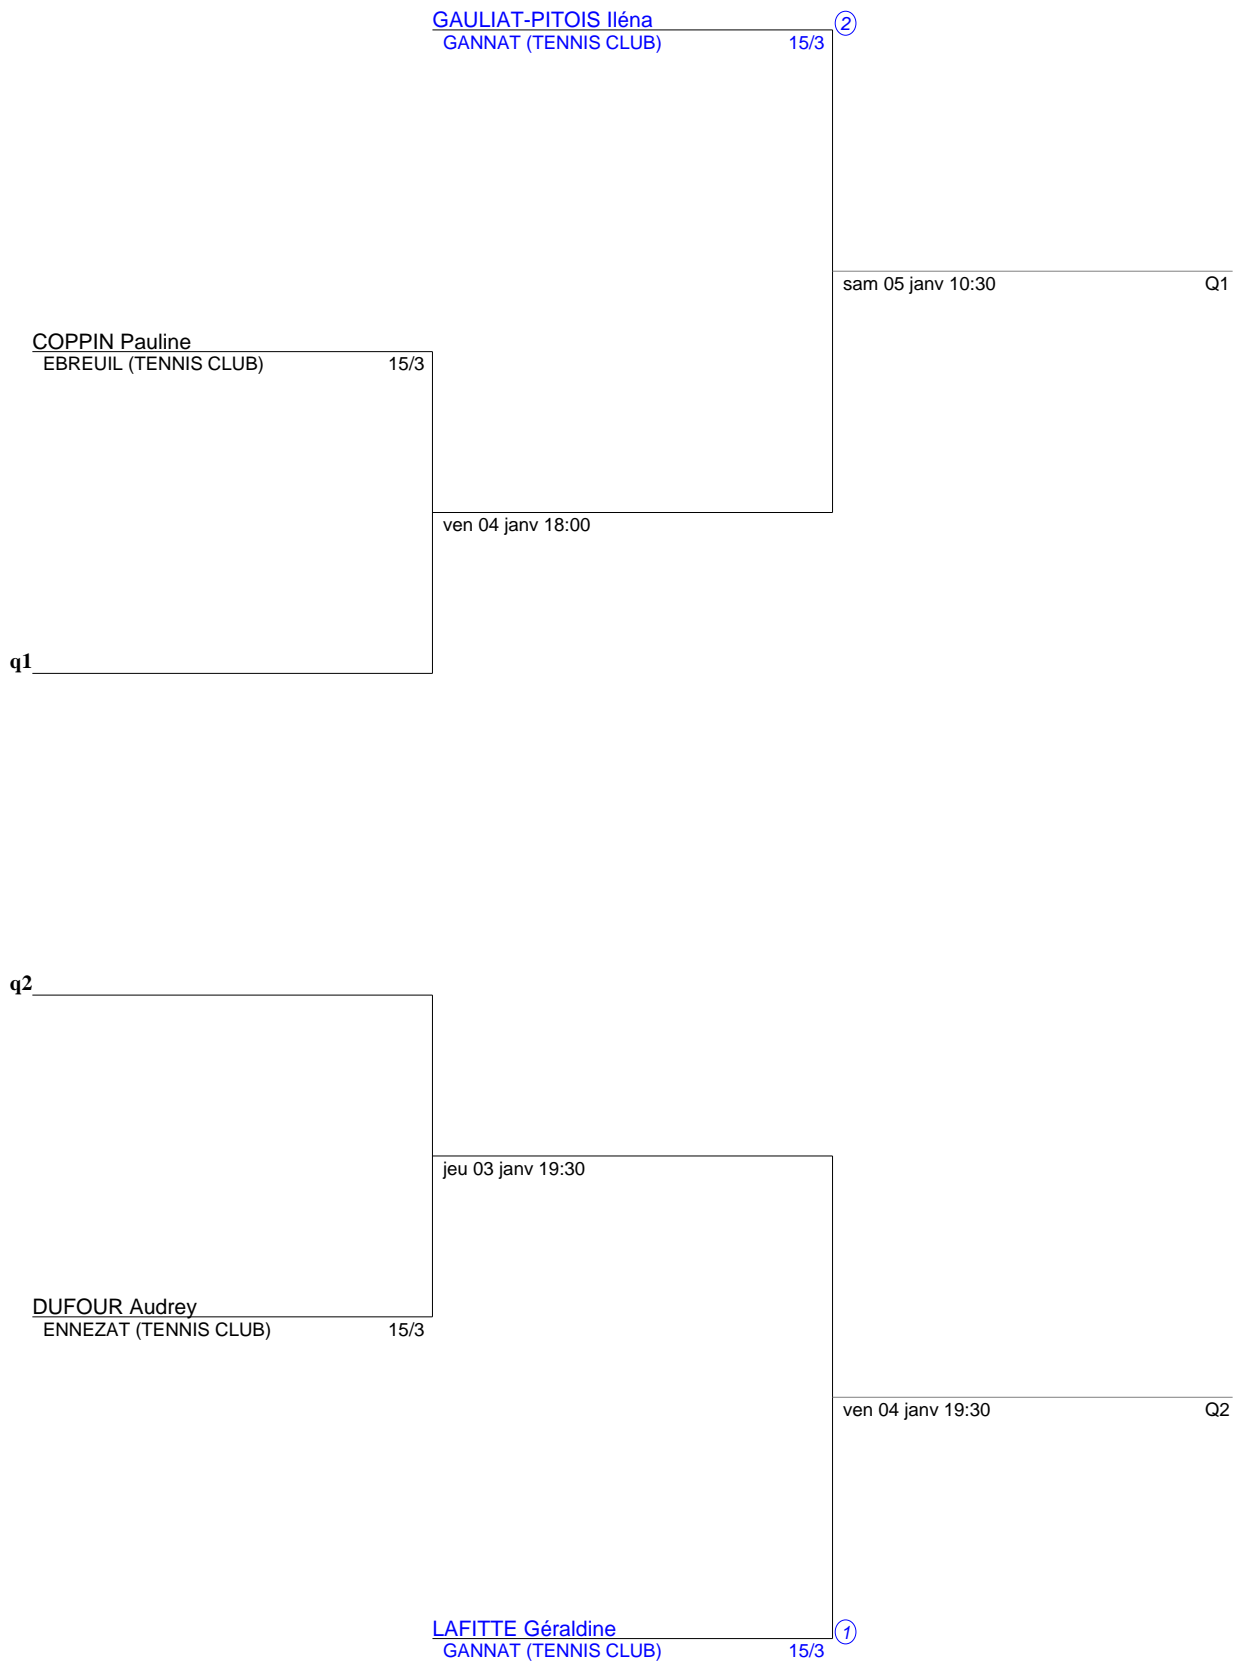 GAULIAT-PITOIS Iléna
2
GANNAT (TENNIS CLUB) 15/3
sam 05 janv 10:30 Q1
COPPIN Pauline
EBREUIL (TENNIS CLUB) 15/3
ven 04 janv 18:00
q1
q2
jeu 03 janv 19:30
DUFOUR Audrey
ENNEZAT (TENNIS CLUB) 15/3
ven 04 janv 19:30 Q2
LAFITTE Géraldine
1
GANNAT (TENNIS CLUB) 15/3